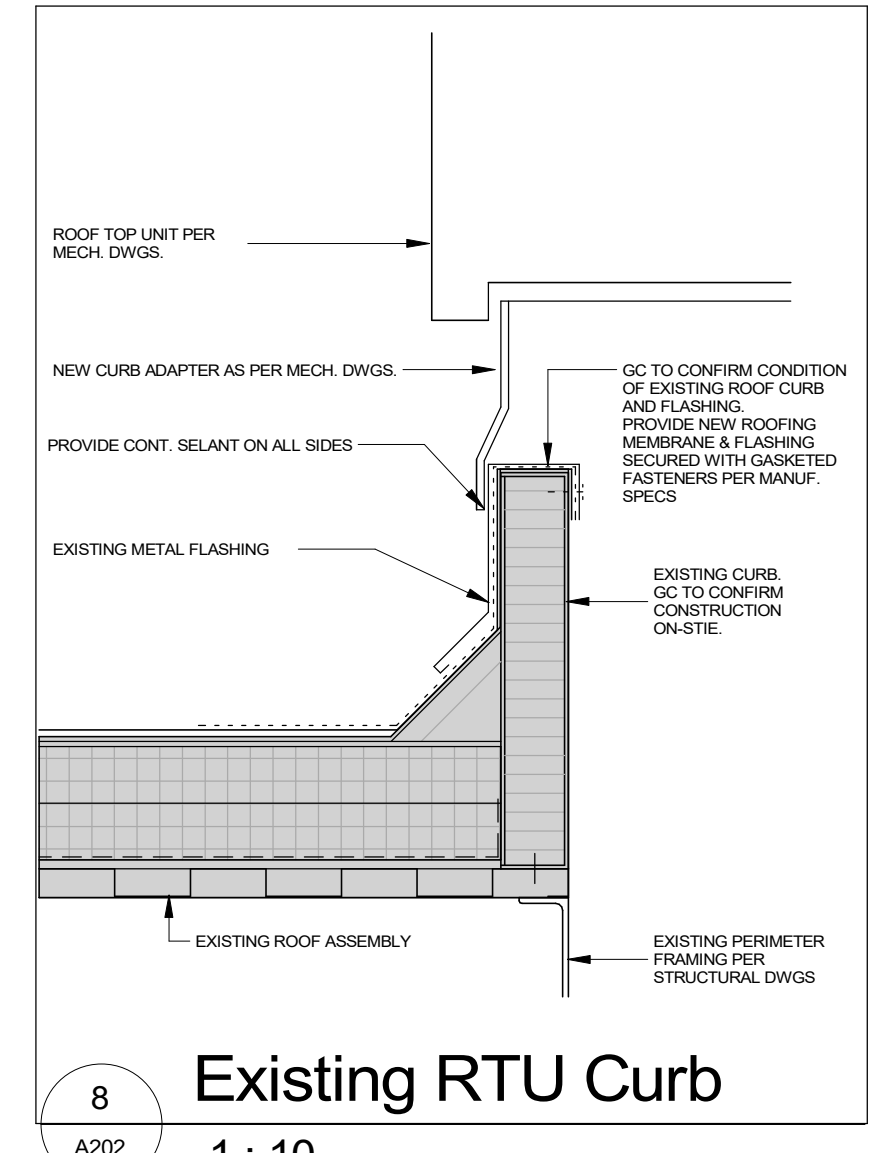 ROOF TOP UNIT PER
MECH. DWGS.
NEW CURB ADAPTER AS PER MECH. DWGS.
GC TO CONFIRM CONDITION
OF EXISTING ROOF CURB
AND FLASHING.
PROVIDE NEW ROOFING
MEMBRANE & FLASHING
SECURED WITH GASKETED
FASTENERS PER MANUF.
SPECS
PROVIDE CONT. SELANT ON ALL SIDES
EXISTING METAL FLASHING
EXISTING CURB.
GC TO CONFIRM
CONSTRUCTION
ON-STIE.
EXISTING ROOF ASSEMBLY
EXISTING PERIMETER
FRAMING PER
STRUCTURAL DWGS
Existing RTU Curb
8
A202
1 : 10